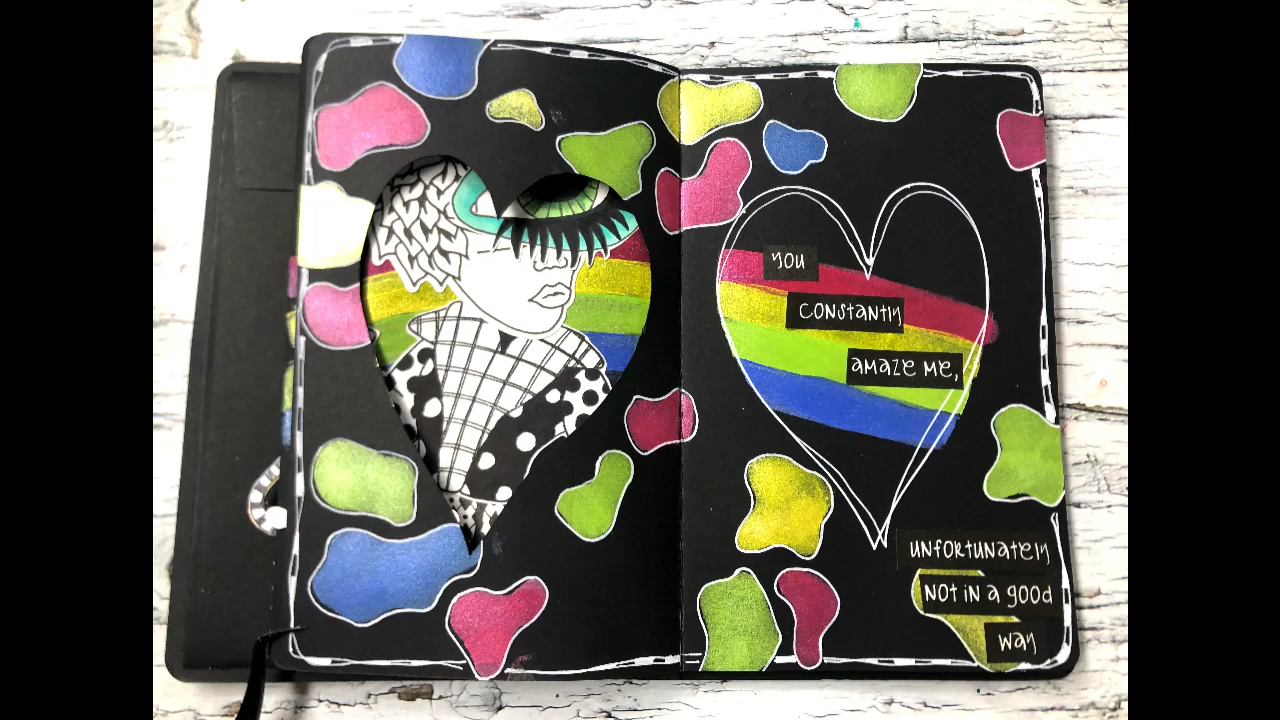 you
constantly
amaze me,
unfortunately
not in a good
way